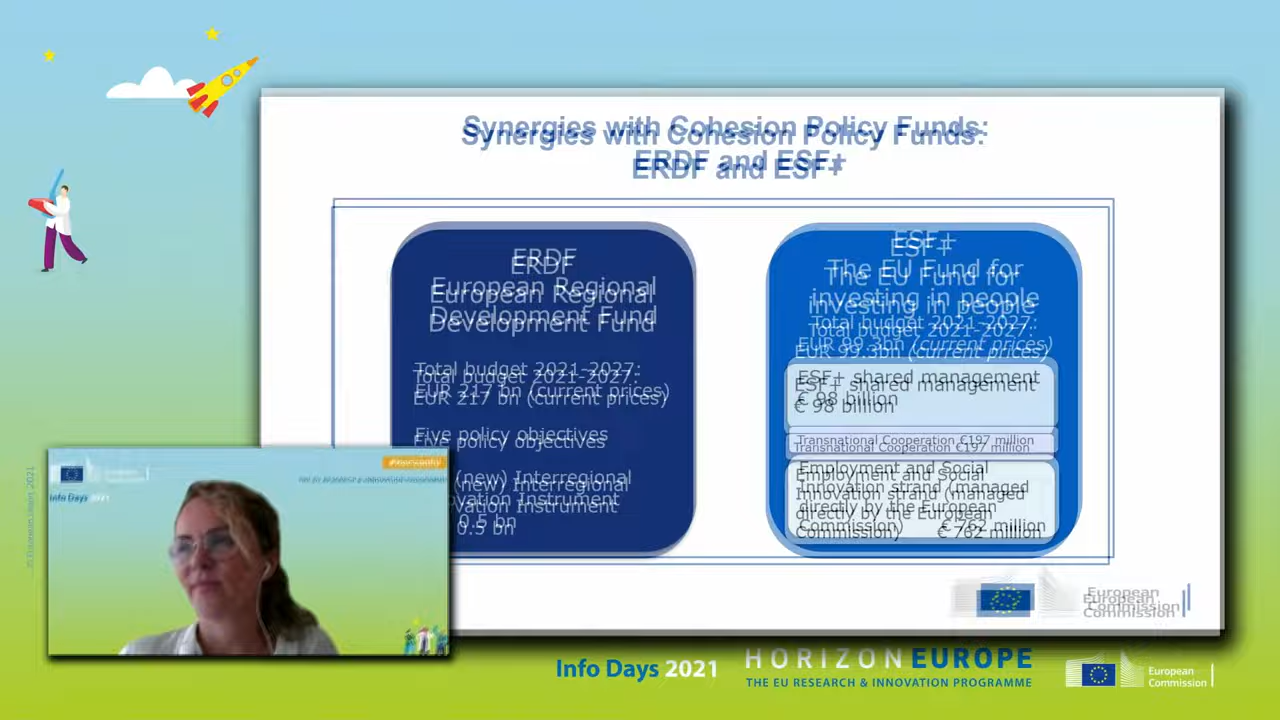 Synergies with Cohesion Policy Funds:
ERDF and ESF+
ERDF
European Regional
Development Fund
Total budget 2021-2027:
EUR 217 bn (current prices)
Five policy objectives
(new) Interregional
vation Instrument
0.5 bn
ESF+
The EU Fund for
investing in people
Total budget 2021-2027:
EUR 99.3bn (current prices)
ESF+ shared management
€ 98 billion
Transnational Cooperation €197 million
Employment and Social
Innovation strand (managed
directly by the European
Commission) € 762 million
European
Commission
Info Days 2021
Info Days 2021
HORIZON EUROPE
THE EU RESEARCH & INNOVATION PROGRAMME
European
Commission